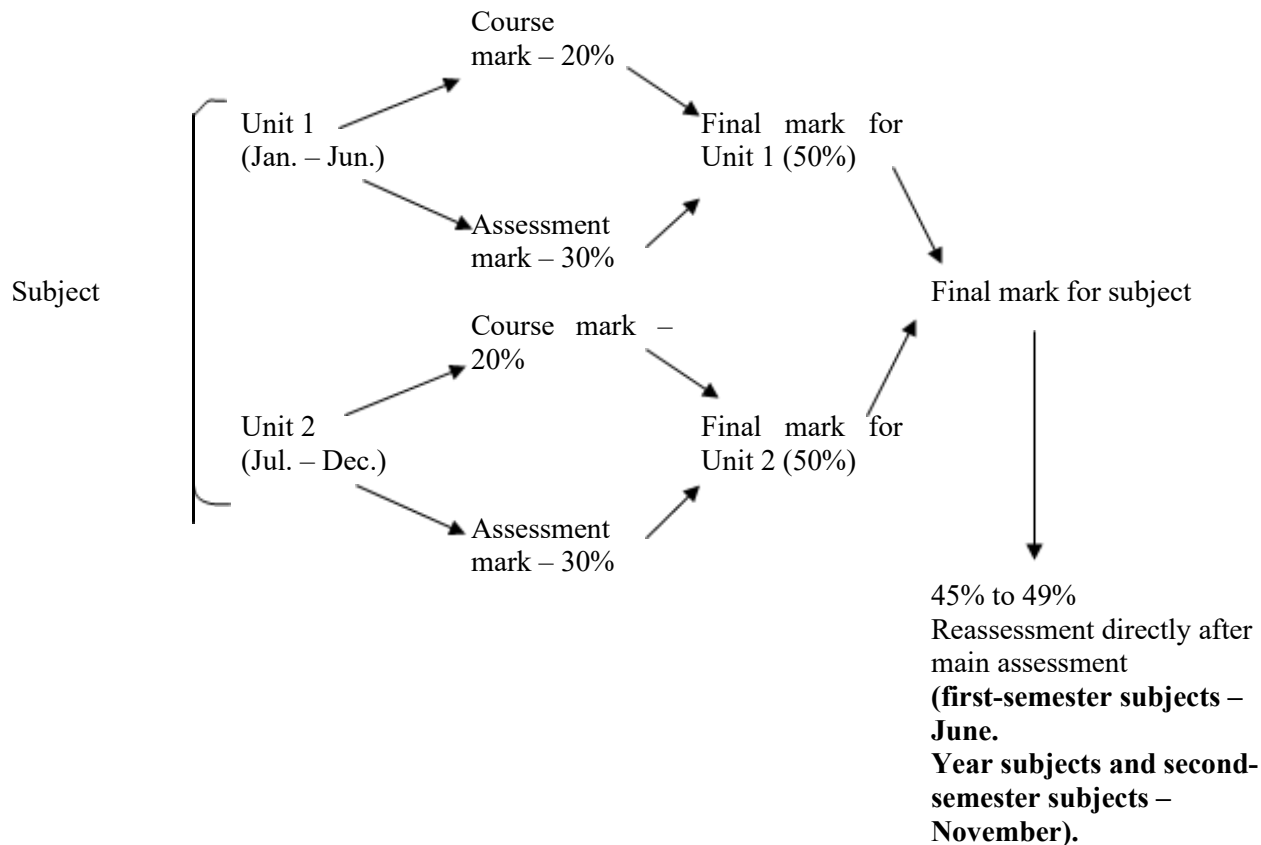 Course
mark – 20%
Unit 1
(Jan. – Jun.)
Final mark for
Unit 1 (50%)
Assessment
mark – 30%
Subject
Final mark for subject
Course mark –
20%
Unit 2
(Jul. – Dec.)
Final mark for
Unit 2 (50%)
Assessment
mark – 30%
45% to 49%
Reassessment directly after
main assessment
(first-semester subjects –
June.
Year subjects and second-
semester subjects –
November).